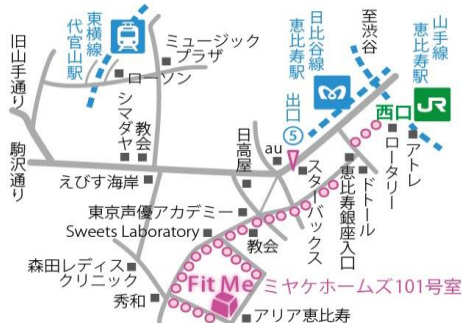 東横線
代官山駅
旧山手通り
駒沢通り
ミュージック
プラザ
ローソン
シマダヤ
教会
えびす海岸
日比谷線
恵比寿駅
出口
5
至渋谷
山手線
恵比寿駅
西口
JR
アトレ
ロータリー
ドトール
恵比寿銀座入口
スターバックス
au
日高屋
東京声優アカデミー
Sweets Laboratory
教会
森田レディス
クリニック
秀和
Fit Me
ミヤケホームズ101号室
アリア恵比寿